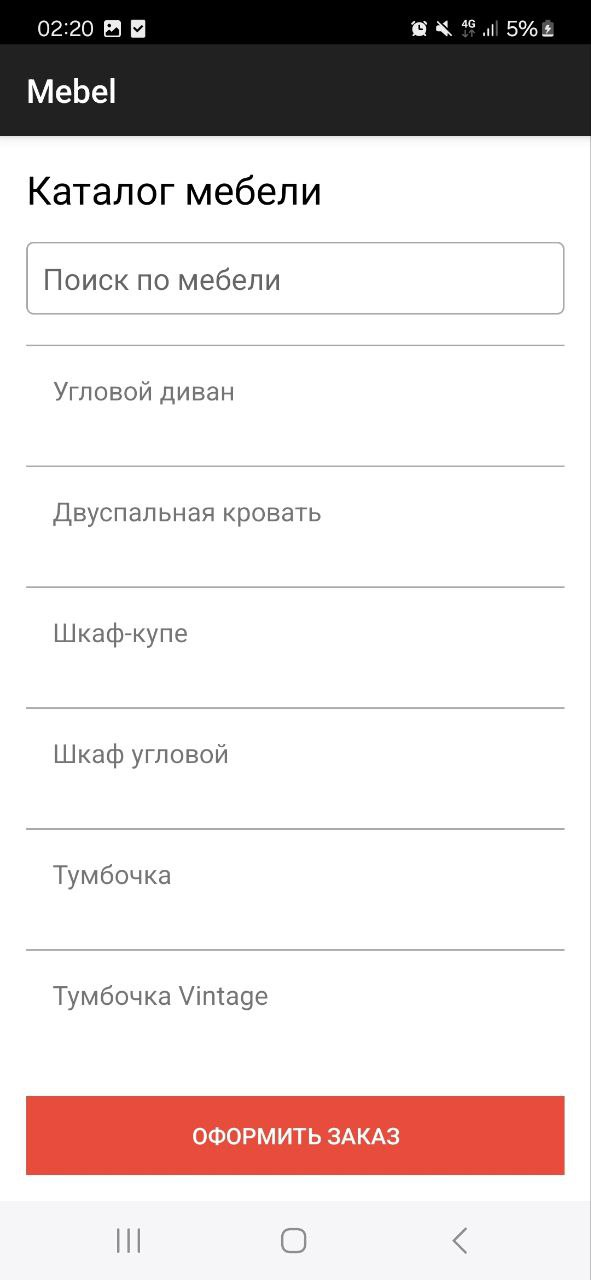 02:20 4G 5%
Mebel
Каталог мебели
Поиск по мебели
Угловой диван
Двуспальная кровать
Шкаф-купе
Шкаф угловой
Тумбочка
Тумбочка Vintage
ОФОРМИТЬ ЗАКАЗ